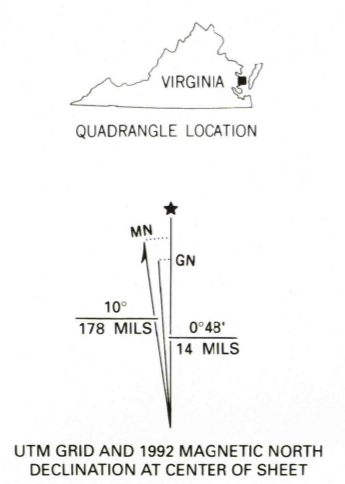 VIRGINIA
QUADRANGLE LOCATION
★
MN
GN
10°
178 MILS
0°48'
14 MILS
UTM GRID AND 1992 MAGNETIC NORTH
DECLINATION AT CENTER OF SHEET